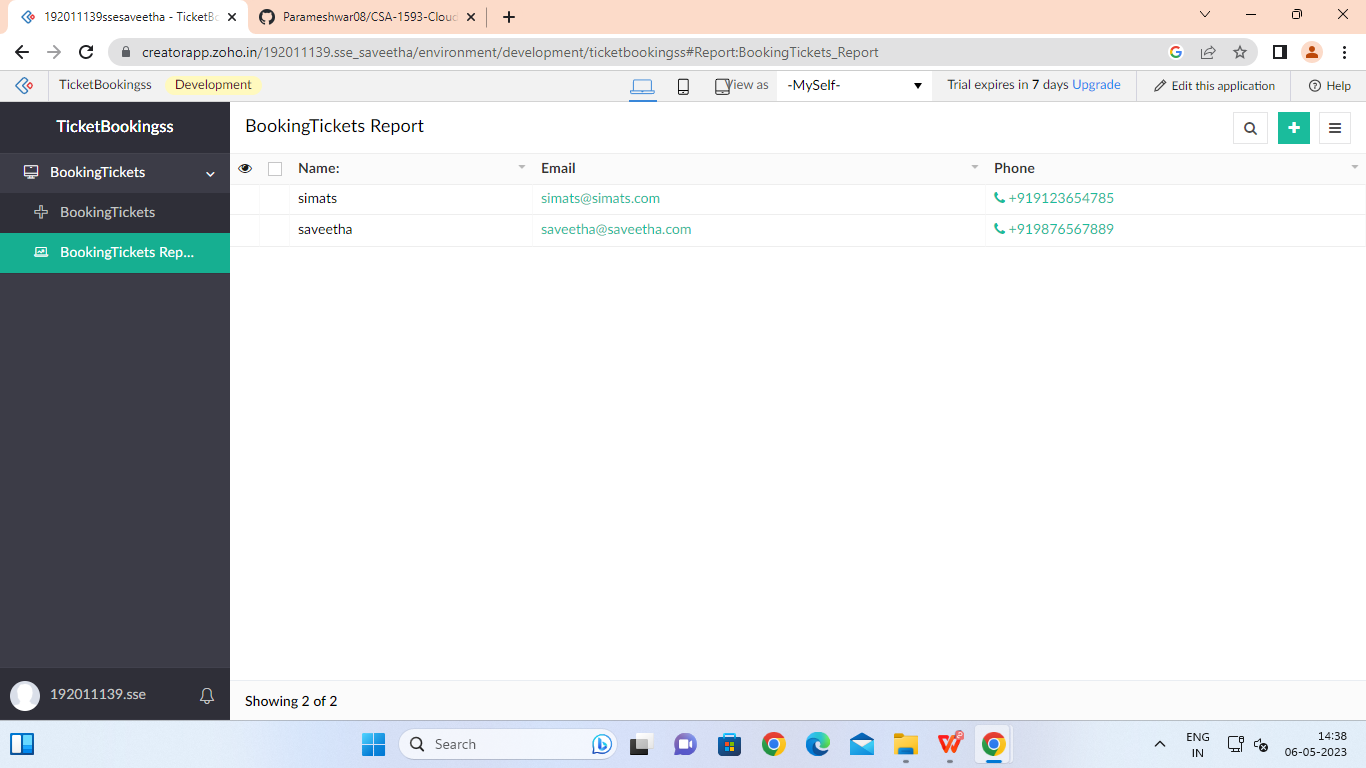 192011139ssesaveetha - TicketBo
Parameshwar08/CSA-1593-Cloud
creatorapp.zoho.in/192011139.sse_saveetha/environment/development/ticketbookingss#Report:BookingTickets_Report
TicketBookingss Development View as -MySelf- Trial expires in 7 days Upgrade Edit this application Help
TicketBookingss
BookingTickets
BookingTickets
BookingTickets Rep...
192011139.sse
BookingTickets Report
Name: Email Phone
simats simats@simats.com +919123654785
saveetha saveetha@saveetha.com +919876567889
Showing 2 of 2
Search
ENG
IN
14:38
06-05-2023